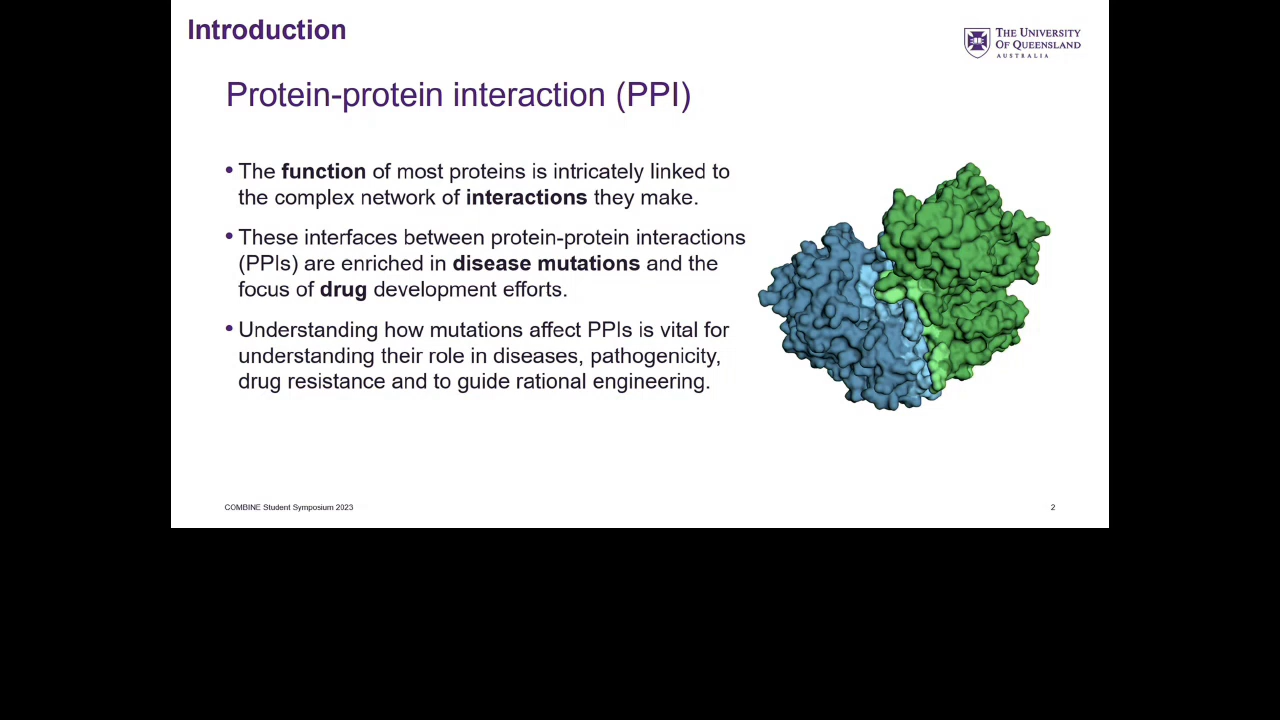 Introduction
THE UNIVERSITY
OF QUEENSLAND
AUSTRALIA
Protein-protein interaction (PPI)
• The function of most proteins is intricately linked to
the complex network of interactions they make.
• These interfaces between protein-protein interactions
(PPIs) are enriched in disease mutations and the
focus of drug development efforts.
• Understanding how mutations affect PPIs is vital for
understanding their role in diseases, pathogenicity,
drug resistance and to guide rational engineering.
COMBINE Student Symposium 2023
2